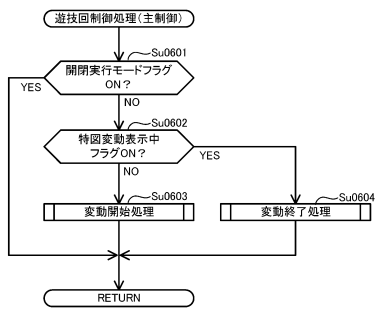 遊技回制御処理(主制御)
Su0601
開閉実行モードフラグ
ON?
YES
NO
Su0602
特図変動表示中
フラグON?
YES
NO
Su0603
変動開始処理
Su0604
変動終了処理
RETURN